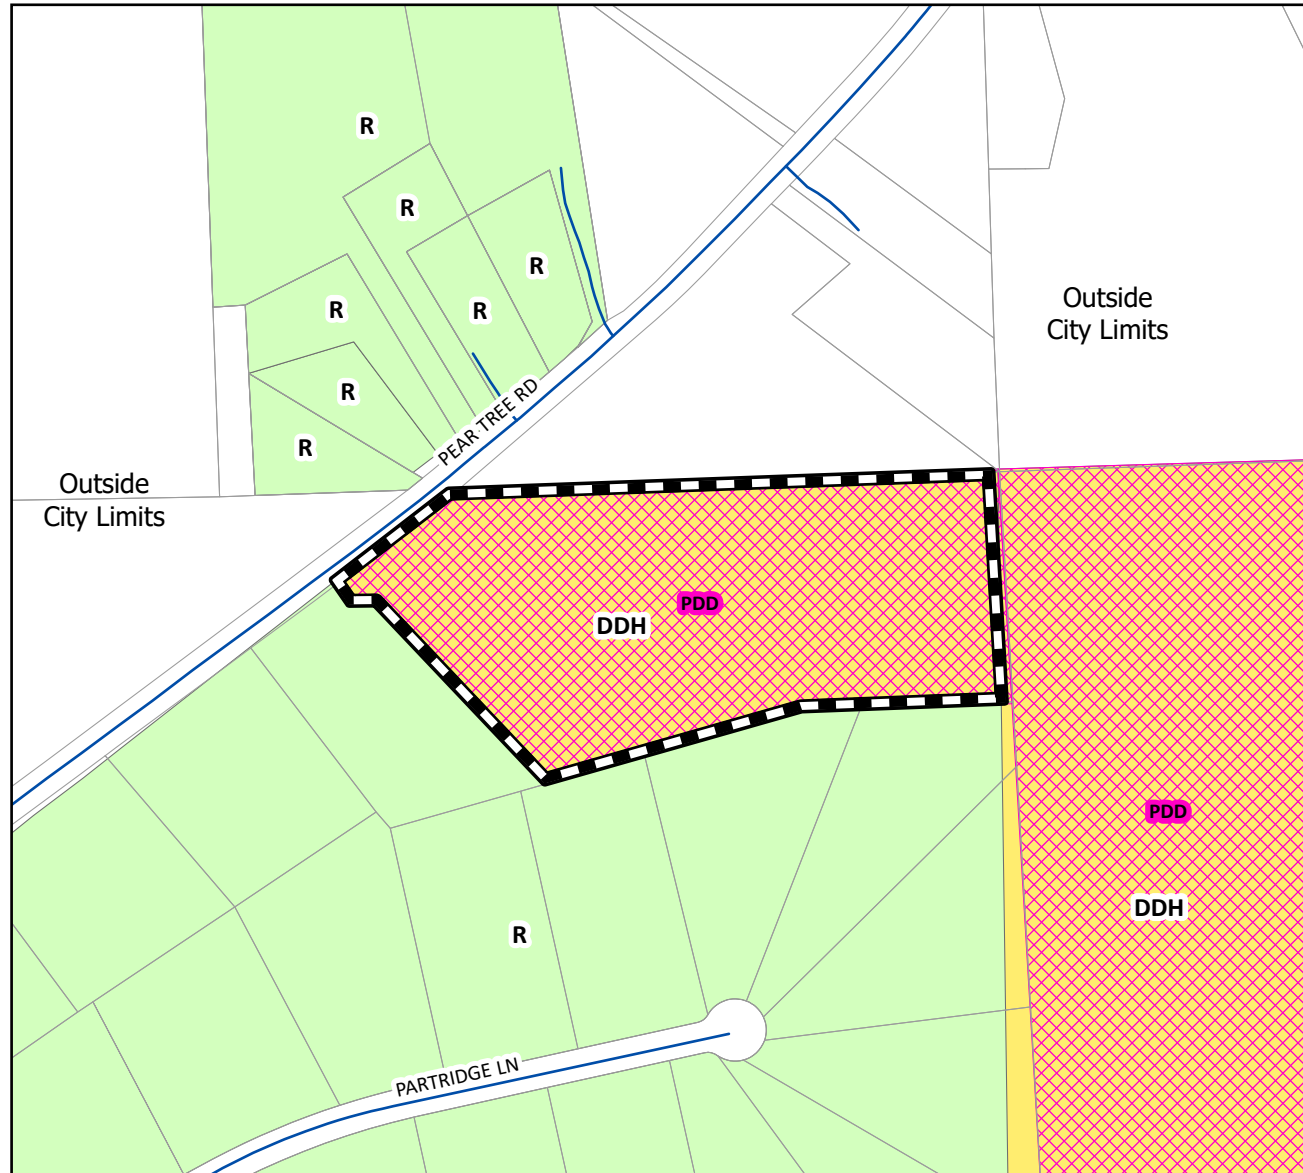 R
R
R
R
R
R
R
Outside
City Limits
PEAR TREE RD
Outside
City Limits
PDD
DDH
PDD
DDH
R
PARTRIDGE LN